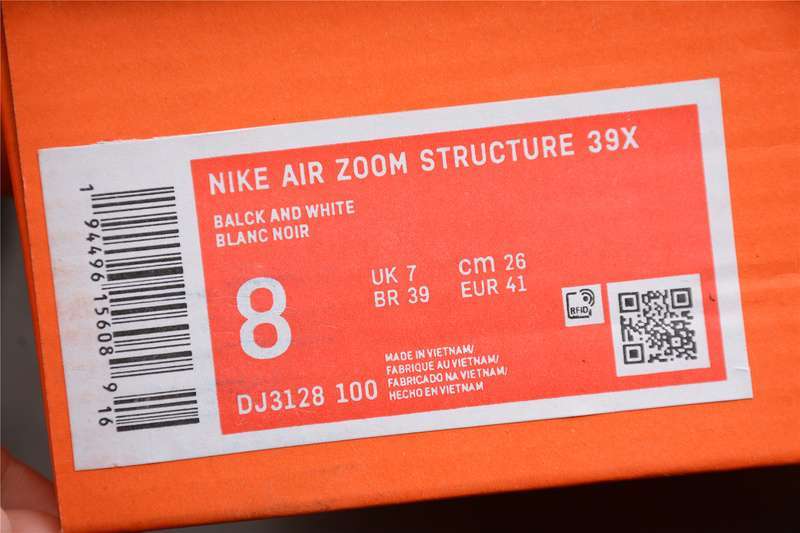 NIKE AIR ZOOM STRUCTURE 39X
BALCK AND WHITE
BLANC NOIR
8
UK 7
BR 39
cm 26
EUR 41
RFID
DJ3128 100
MADE IN VIETNAM/
FABRIQUE AU VIETNAM/
FABRICADO NA VIETNAM/
HECHO EN VIETNAM
1 94496 15608 9 16